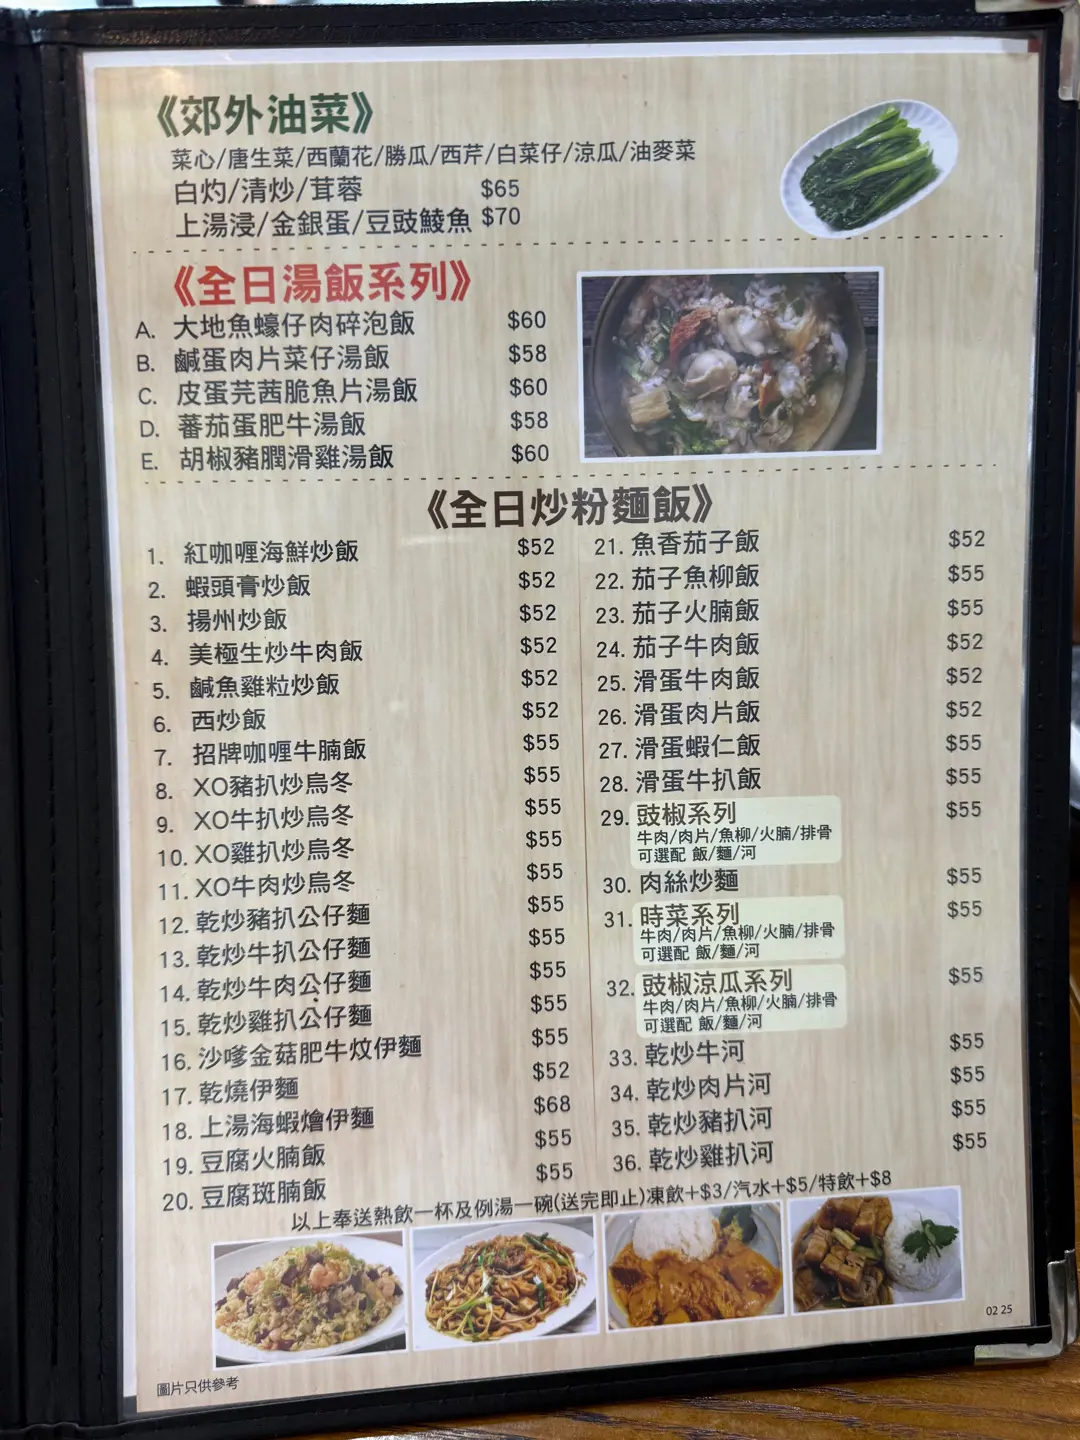 《郊外油菜》
菜心/唐生菜/西蘭花/勝瓜/西芹/白菜仔/涼瓜/油麥菜
白灼/清炒/茸蓉 $65
上湯浸/金銀蛋/豆豉鯪魚 $70
《全日湯飯系列》
A. 大地魚蠔仔肉碎泡飯 $60
B. 鹹蛋肉片菜仔湯飯 $58
C. 皮蛋芫茜脆魚片湯飯 $60
D. 蕃茄蛋肥牛湯飯 $58
E. 胡椒豬膶滑雞湯飯 $60
《全日炒粉麵飯》
1. 紅咖喱海鮮炒飯 $52
2. 蝦頭膏炒飯 $52
3. 揚州炒飯 $52
4. 美極生炒牛肉飯 $52
5. 鹹魚雞粒炒飯 $52
6. 西炒飯 $52
7. 招牌咖喱牛腩飯 $55
8. XO豬扒炒烏冬 $55
9. XO牛扒炒烏冬 $55
10. XO雞扒炒烏冬 $55
11. XO牛肉炒烏冬 $55
12. 乾炒豬扒公仔麵 $55
13. 乾炒牛扒公仔麵 $55
14. 乾炒牛肉公仔麵 $55
15. 乾炒雞扒公仔麵 $55
16. 沙嗲金菇肥牛炆伊麵 $55
17. 乾燒伊麵 $52
18. 上湯海蝦燴伊麵 $68
19. 豆腐火腩飯 $55
20. 豆腐斑腩飯 $55
21. 魚香茄子飯 $52
22. 茄子魚柳飯 $55
23. 茄子火腩飯 $55
24. 茄子牛肉飯 $52
25. 滑蛋牛肉飯 $52
26. 滑蛋肉片飯 $52
27. 滑蛋蝦仁飯 $55
28. 滑蛋牛扒飯 $55
29. 豉椒系列 $55
牛肉/肉片/魚柳/火腩/排骨
可選配 飯/麵/河
30. 肉絲炒麵 $55
31. 時菜系列 $55
牛肉/肉片/魚柳/火腩/排骨
可選配 飯/麵/河
32. 豉椒涼瓜系列 $55
牛肉/肉片/魚柳/火腩/排骨
可選配 飯/麵/河
33. 乾炒牛河 $55
34. 乾炒肉片河 $55
35. 乾炒豬扒河 $55
36. 乾炒雞扒河 $55
以上奉送熱飲一杯及例湯一碗(送完即止)凍飲+$3/汽水+$5/特飲+$8
02 25
圖片只供參考